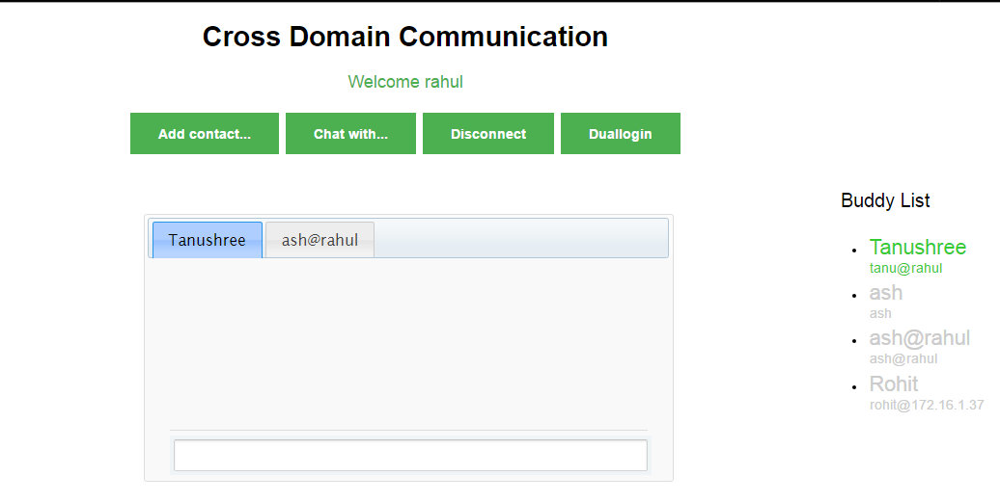 Cross Domain Communication
Welcome rahul
Add contact... Chat with... Disconnect Duallogin
Buddy List
Tanushree ash@rahul
Tanushree
tanu@rahul
ash
ash
ash@rahul
ash@rahul
Rohit
rohit@172.16.1.37